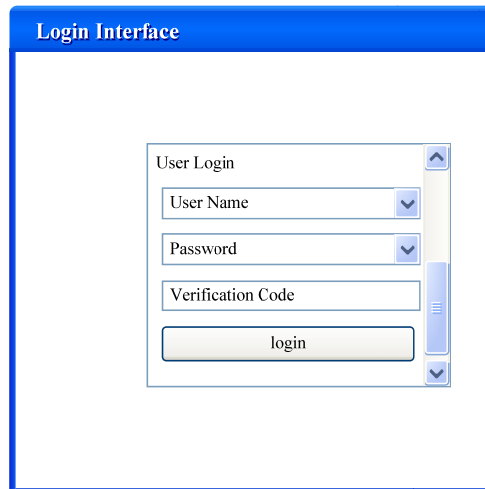 Login Interface
User Login
User Name
Password
Verification Code
login